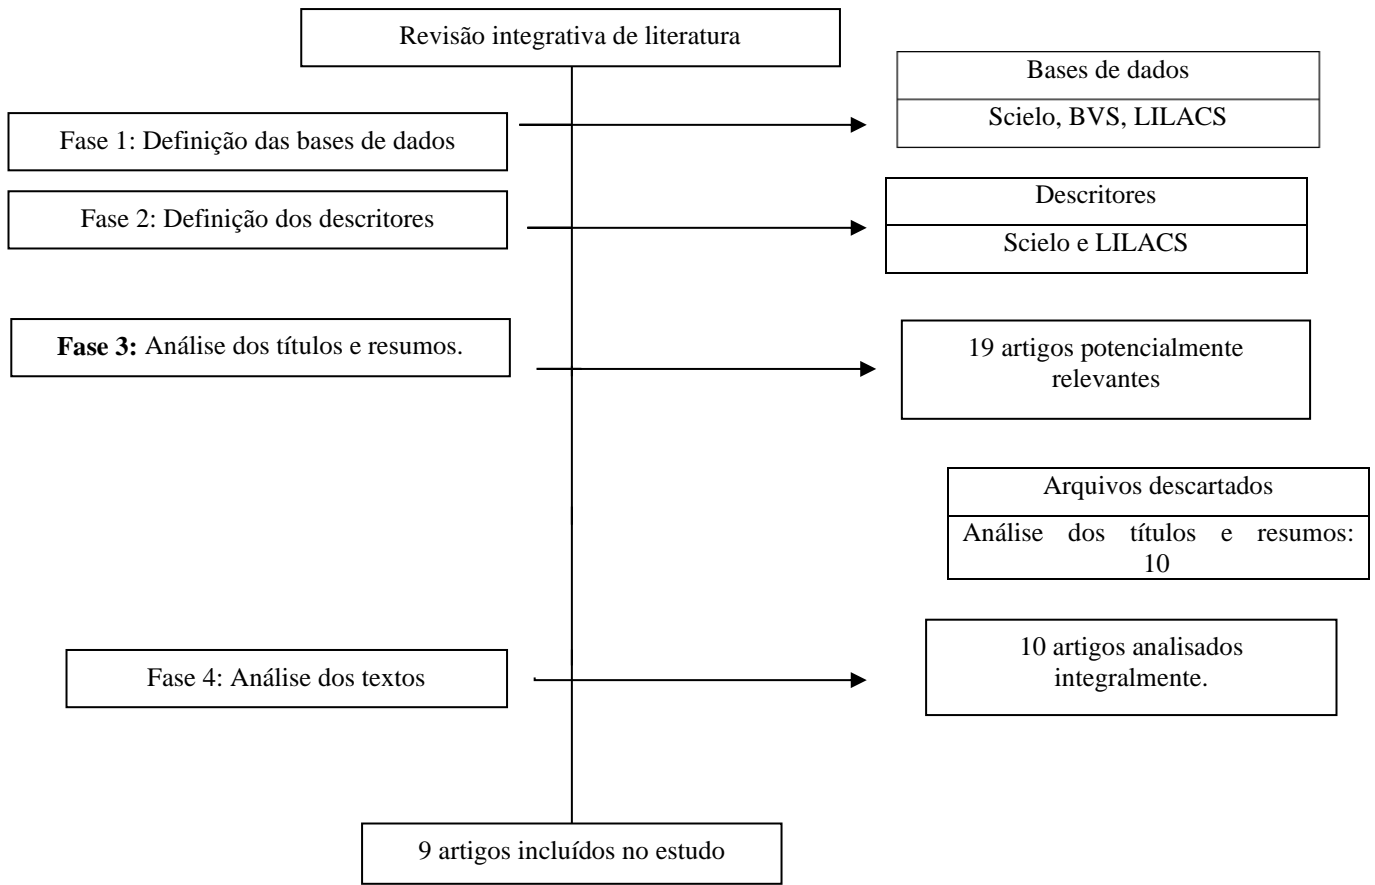 Revisão integrativa de literatura
Bases de dados
Scielo, BVS, LILACS
Fase 1: Definição das bases de dados
Descritores
Fase 2: Definição dos descritores
Scielo e LILACS
Fase 3: Análise dos títulos e resumos.
19 artigos potencialmente
relevantes
Arquivos descartados
Análise dos títulos e resumos:
10
Fase 4: Análise dos textos
10 artigos analisados
integralmente.
9 artigos incluídos no estudo